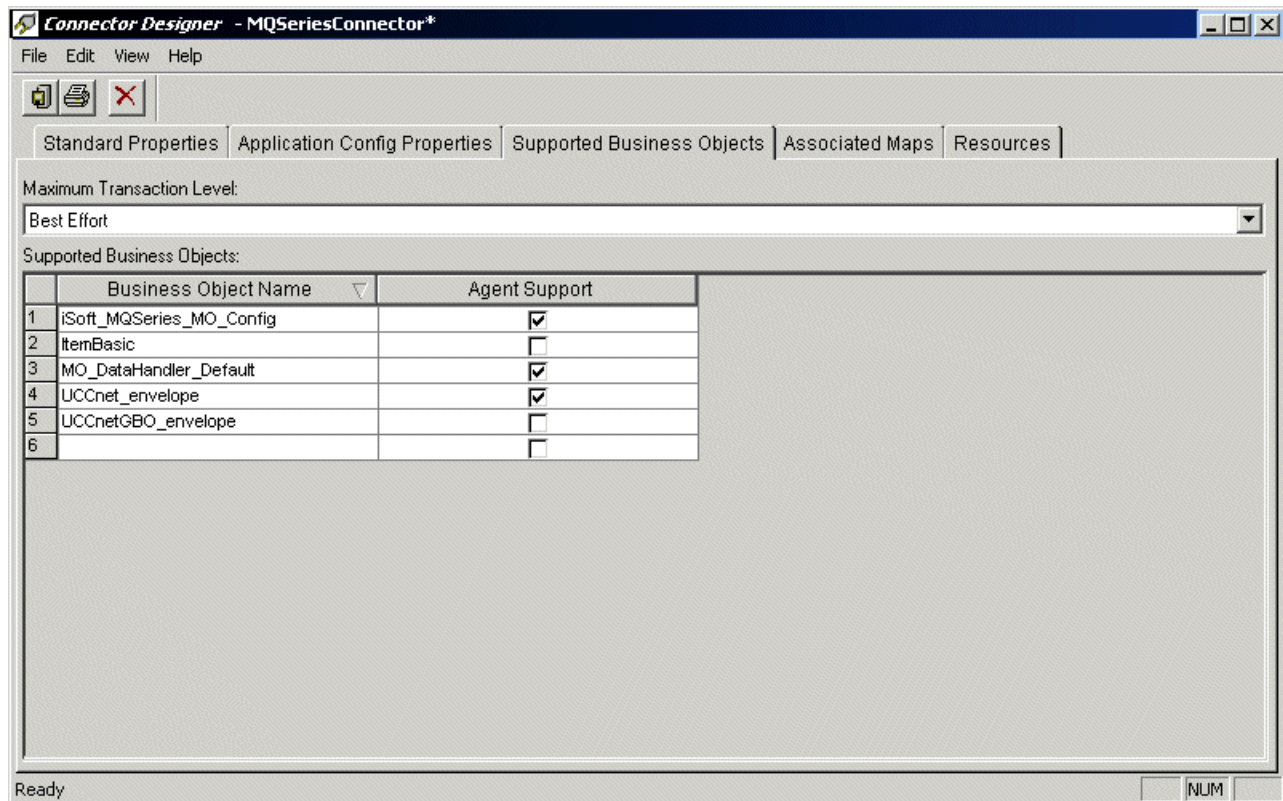 Connector Designer - MQSeriesConnector*
File Edit View Help
Standard Properties Application Config Properties Supported Business Objects Associated Maps Resources
Maximum Transaction Level:
Best Effort
Supported Business Objects:
Business Object Name Agent Support
1 iSoft_MQSeries_MO_Config
2 ItemBasic
3 MO_DataHandler_Default
4 UCCnet_envelope
5 UCCnetGBO_envelope
6
Ready NUM